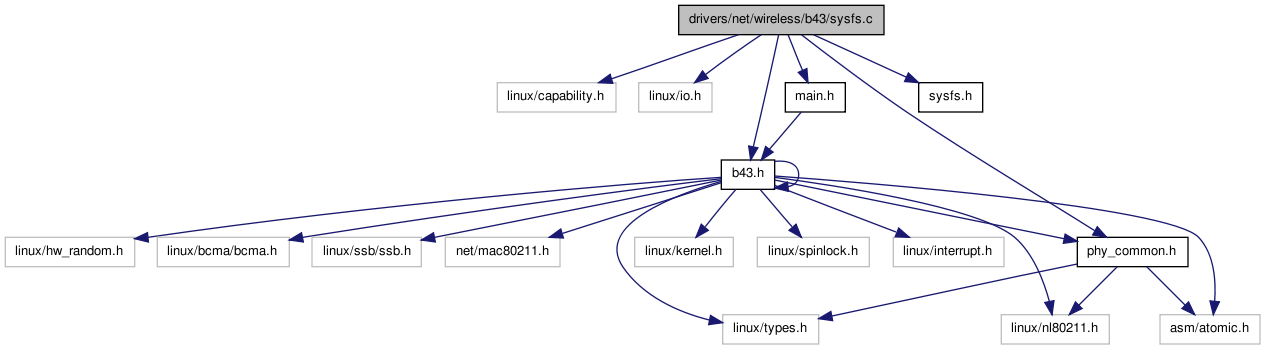 drivers/net/wireless/b43/sysfs.c
linux/capability.h
linux/io.h
main.h
sysfs.h
b43.h
linux/hw_random.h
linux/bcma/bcma.h
linux/ssb/ssb.h
net/mac80211.h
linux/kernel.h
linux/spinlock.h
linux/interrupt.h
phy_common.h
linux/types.h
linux/nl80211.h
asm/atomic.h